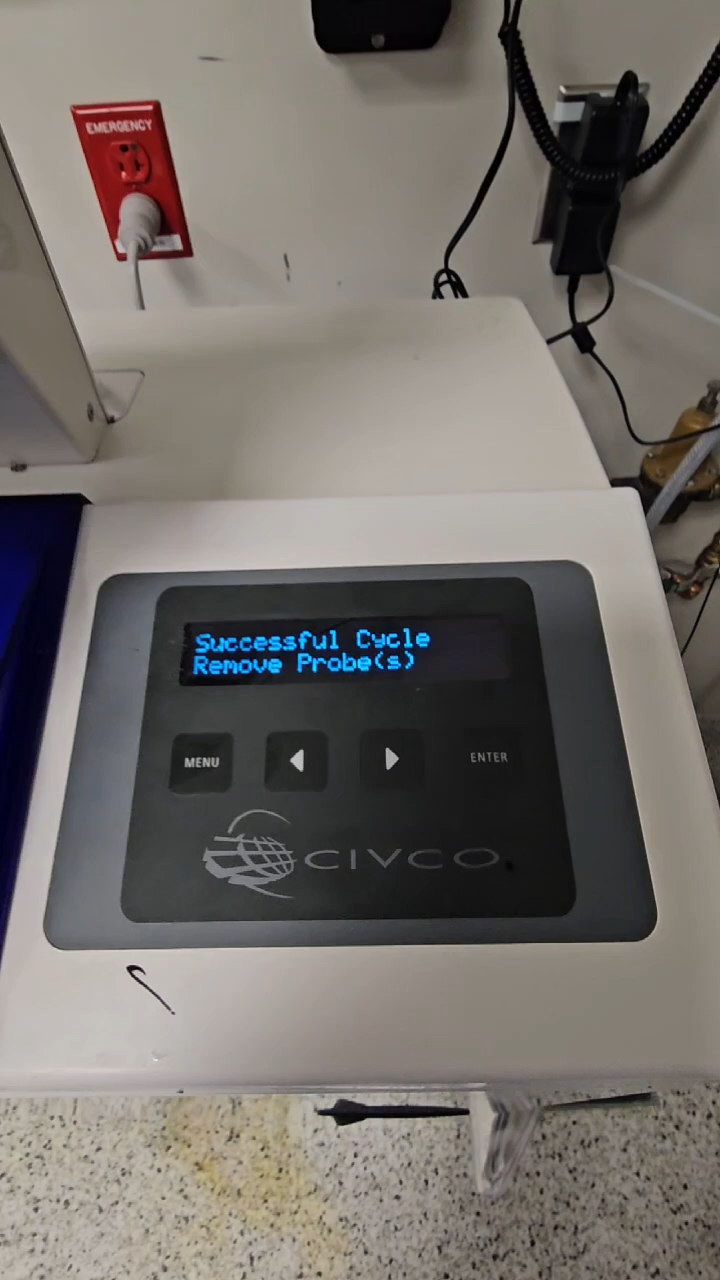 EMERGENCY
Successful Cycle
Remove Probe(s)
MENU
ENTER
CIVCO